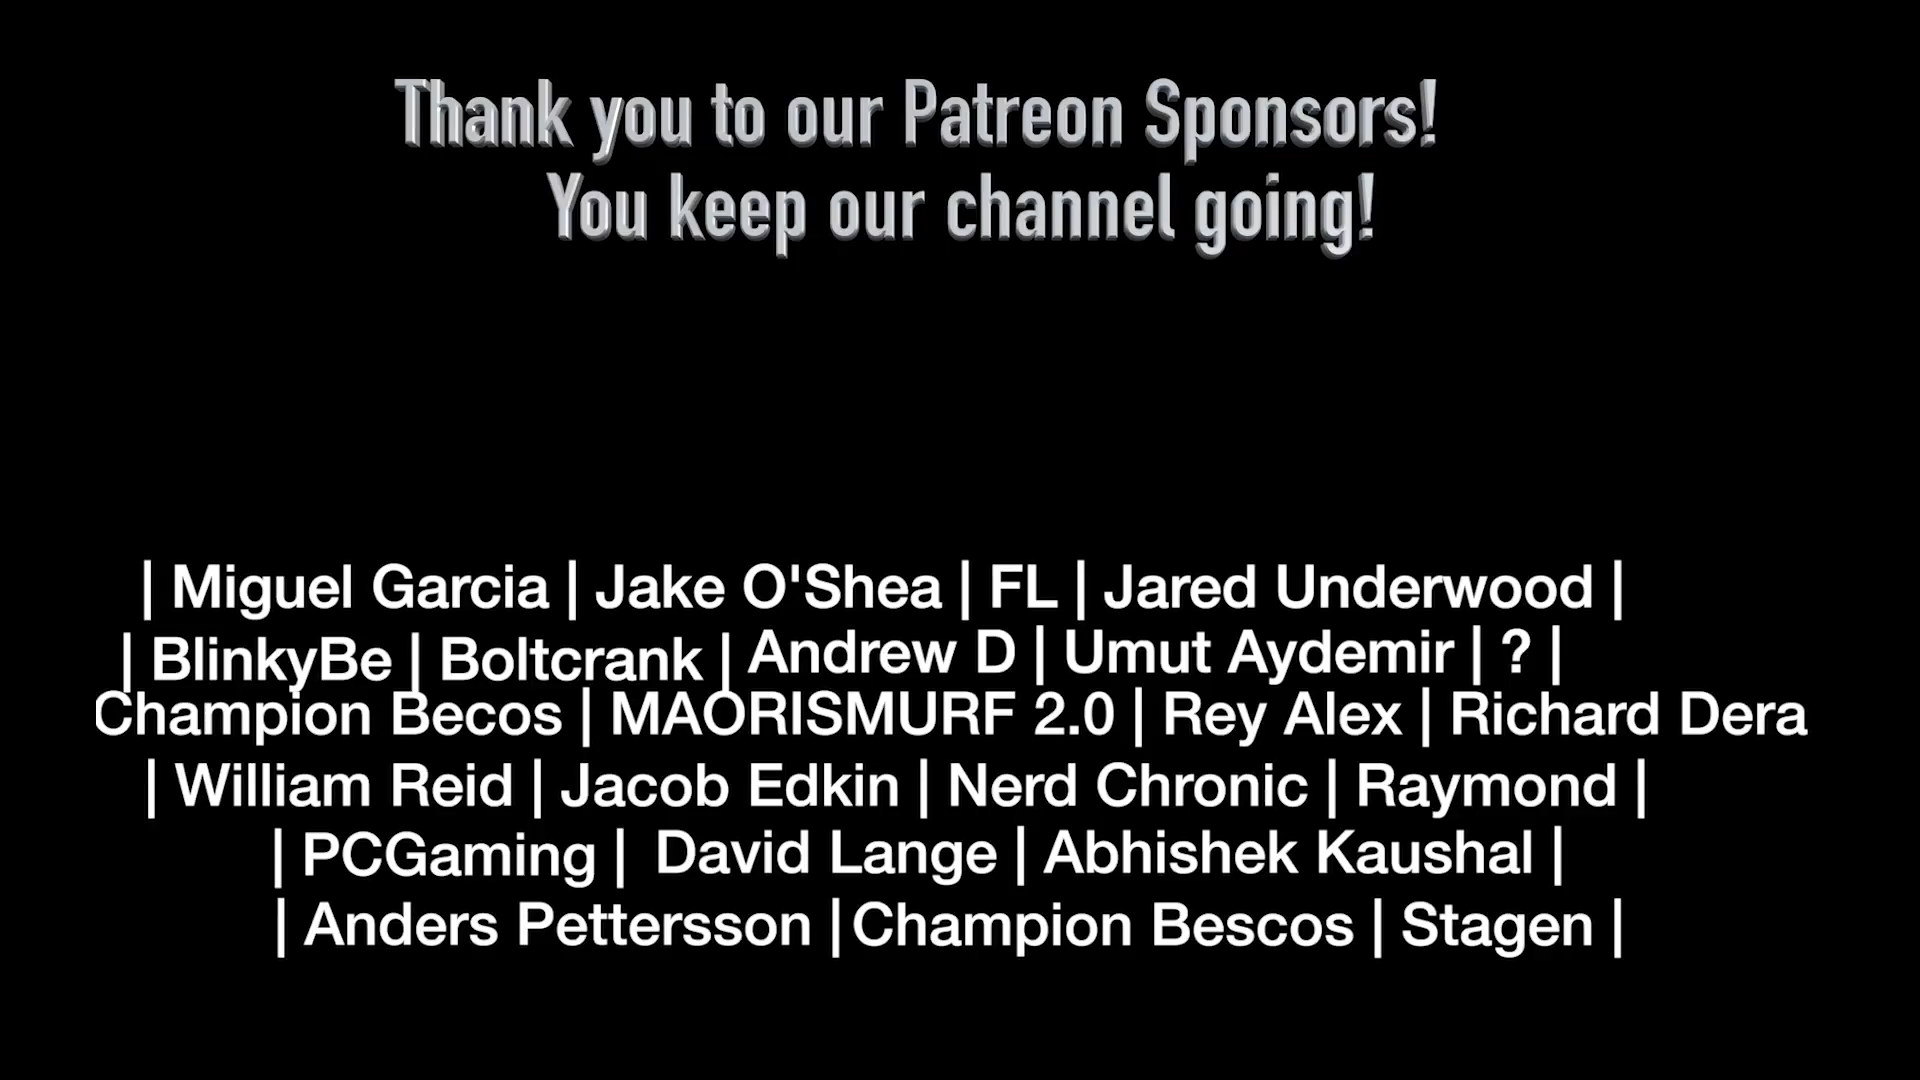 Thank you to our Patreon Sponsors!
You keep our channel going!
| Miguel Garcia | Jake O'Shea | FL | Jared Underwood |
| BlinkyBe | Boltcrank | Andrew D | Umut Aydemir | ? |
Champion Becos | MAORISMURF 2.0 | Rey Alex | Richard Dera
| William Reid | Jacob Edkin | Nerd Chronic | Raymond |
| PCGaming | David Lange | Abhishek Kaushal |
| Anders Pettersson | Champion Bescos | Stagen |